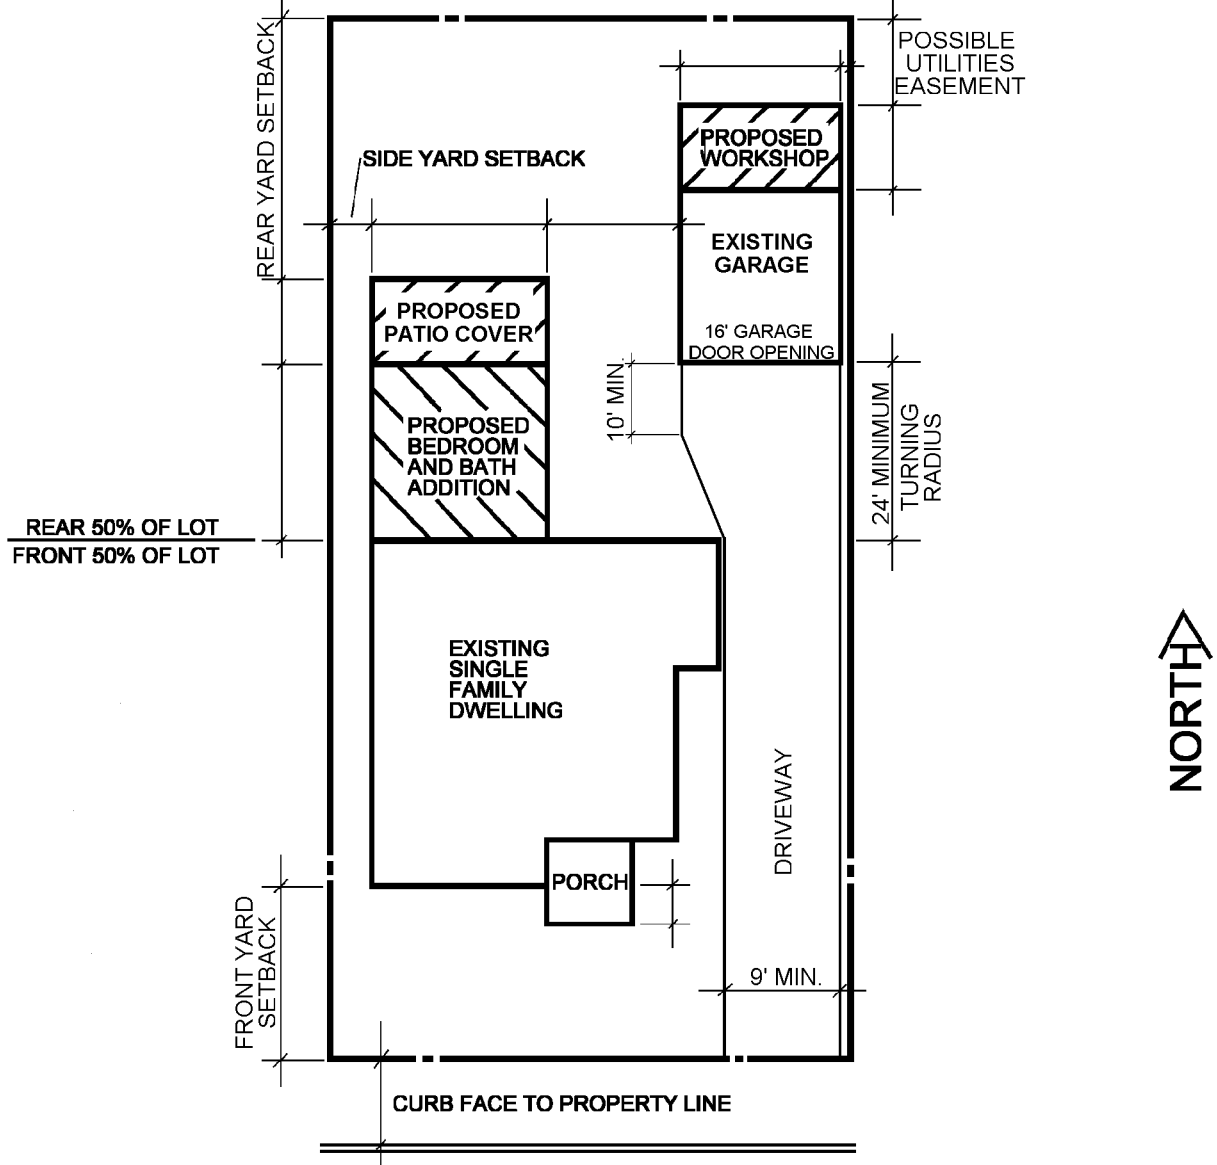 POSSIBLE
UTILITIES
EASEMENT
REAR YARD SETBACK
SIDE YARD SETBACK
PROPOSED
WORKSHOP
EXISTING
GARAGE
16' GARAGE
DOOR OPENING
PROPOSED
PATIO COVER
10' MIN.
24' MINIMUM
TURNING
RADIUS
PROPOSED
BEDROOM
AND BATH
ADDITION
REAR 50% OF LOT
FRONT 50% OF LOT
EXISTING
SINGLE
FAMILY
DWELLING
NORTH
DRIVEWAY
PORCH
FRONT YARD
SETBACK
9' MIN.
CURB FACE TO PROPERTY LINE